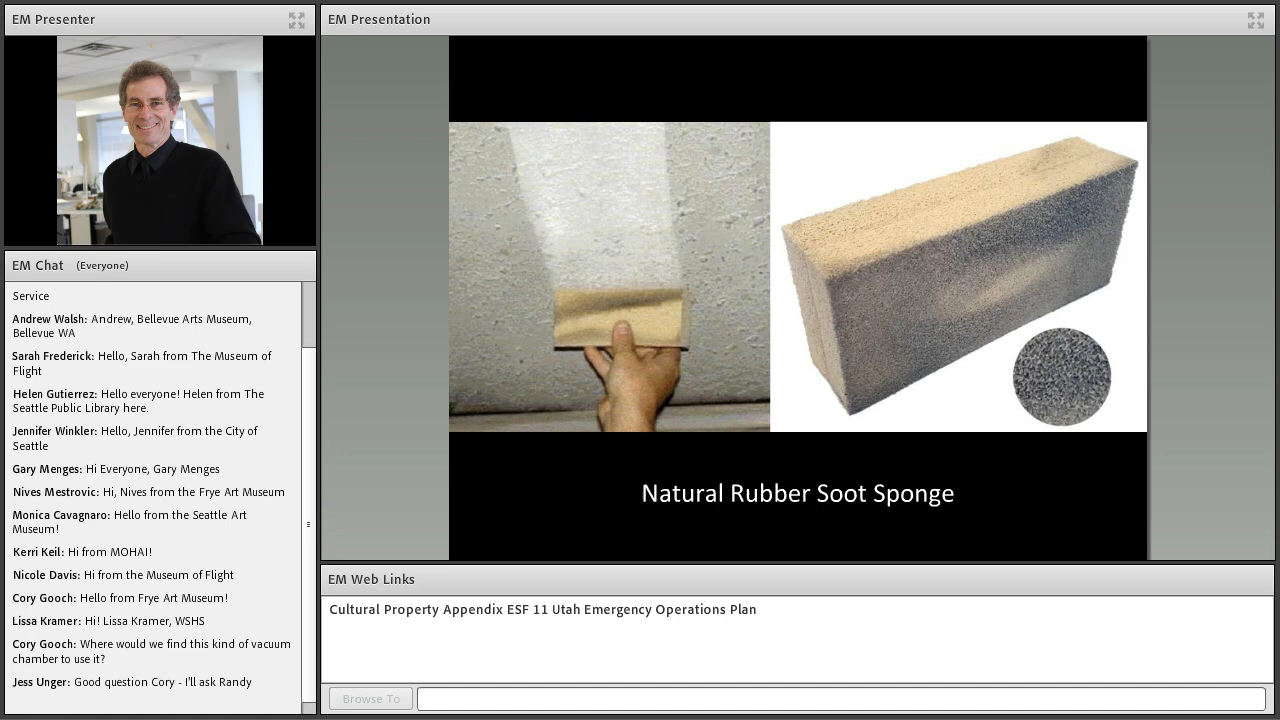 EM Presenter
EM Presentation
EM Chat (Everyone)
Service
Andrew Walsh: Andrew, Bellevue Arts Museum,
Bellevue WA
Sarah Frederick: Hello, Sarah from The Museum of
Flight
Helen Gutierrez: Hello everyone! Helen from The
Seattle Public Library here.
Jennifer Winkler: Hello, Jennifer from the City of
Seattle
Gary Menges: Hi Everyone, Gary Menges
Nives Mestrovic: Hi, Nives from the Frye Art Museum
Monica Cavagnaro: Hello from the Seattle Art
Museum!
Kerri Keil: Hi from MOHAI!
Nicole Davis: Hi from the Museum of Flight
Cory Gooch: Hello from Frye Art Museum!
Lissa Kramer: Hi! Lissa Kramer, WSHS
Cory Gooch: Where would we find this kind of vacuum
chamber to use it?
Jess Unger: Good question Cory - I'll ask Randy
Natural Rubber Soot Sponge
EM Web Links
Cultural Property Appendix ESF 11 Utah Emergency Operations Plan
Browse To